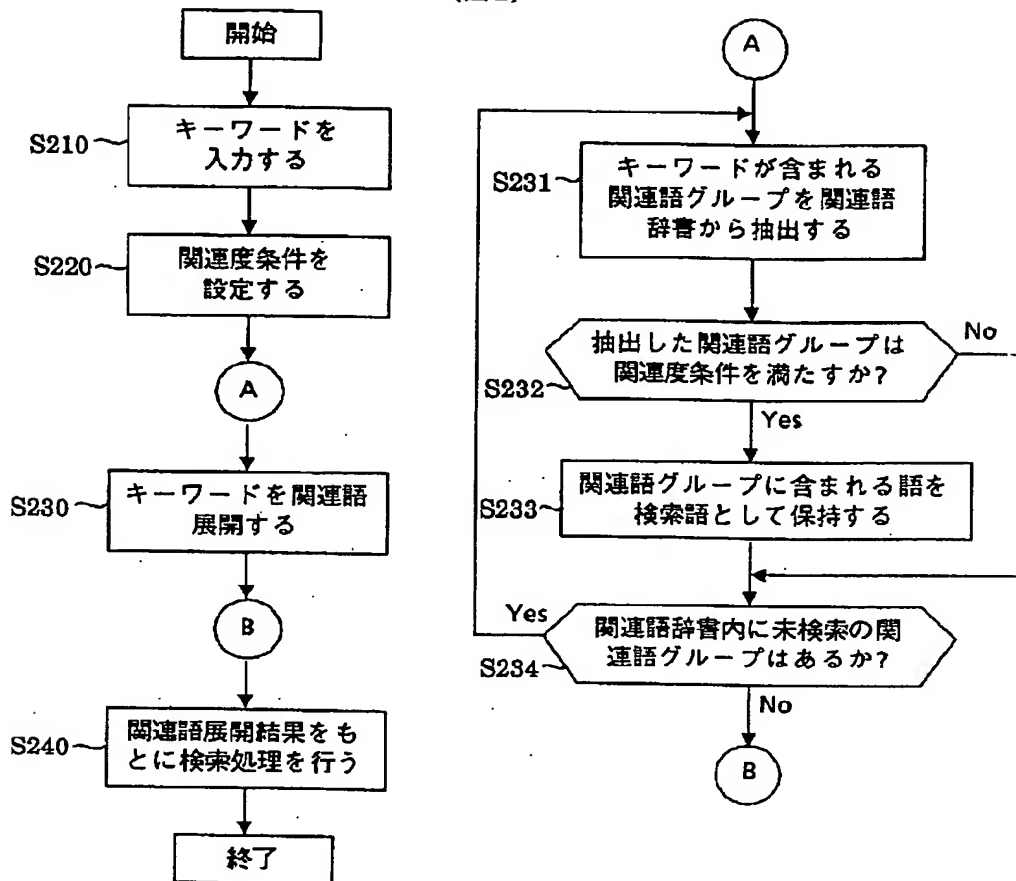 開始
S210
キーワードを
入力する
S220
関連度条件を
設定する
A
S230
キーワードを関連語
展開する
B
S240
関連語展開結果をも
とに検索処理を行う
終了
A
S231
キーワードが含まれる
関連語グループを関連語
辞書から抽出する
S232
抽出した関連語グループは
関連度条件を満たすか?
No
Yes
S233
関連語グループに含まれる語を
検索語として保持する
Yes
S234
関連語辞書内に未検索の関
連語グループはあるか?
No
B